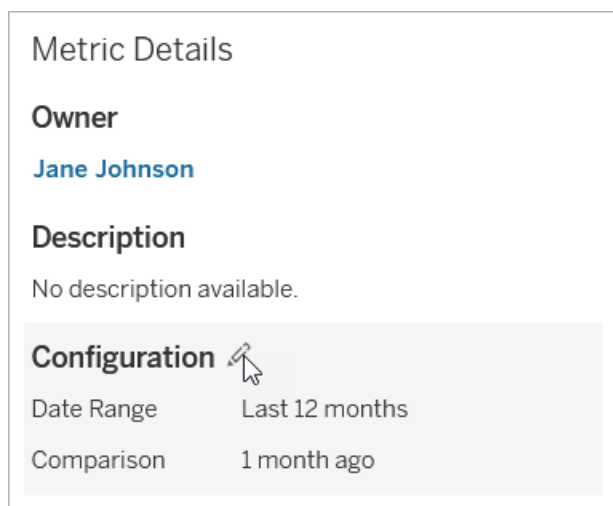 Metric Details
Owner
Jane Johnson
Description
No description available.
Configuration
Date Range Last 12 months
Comparison 1 month ago